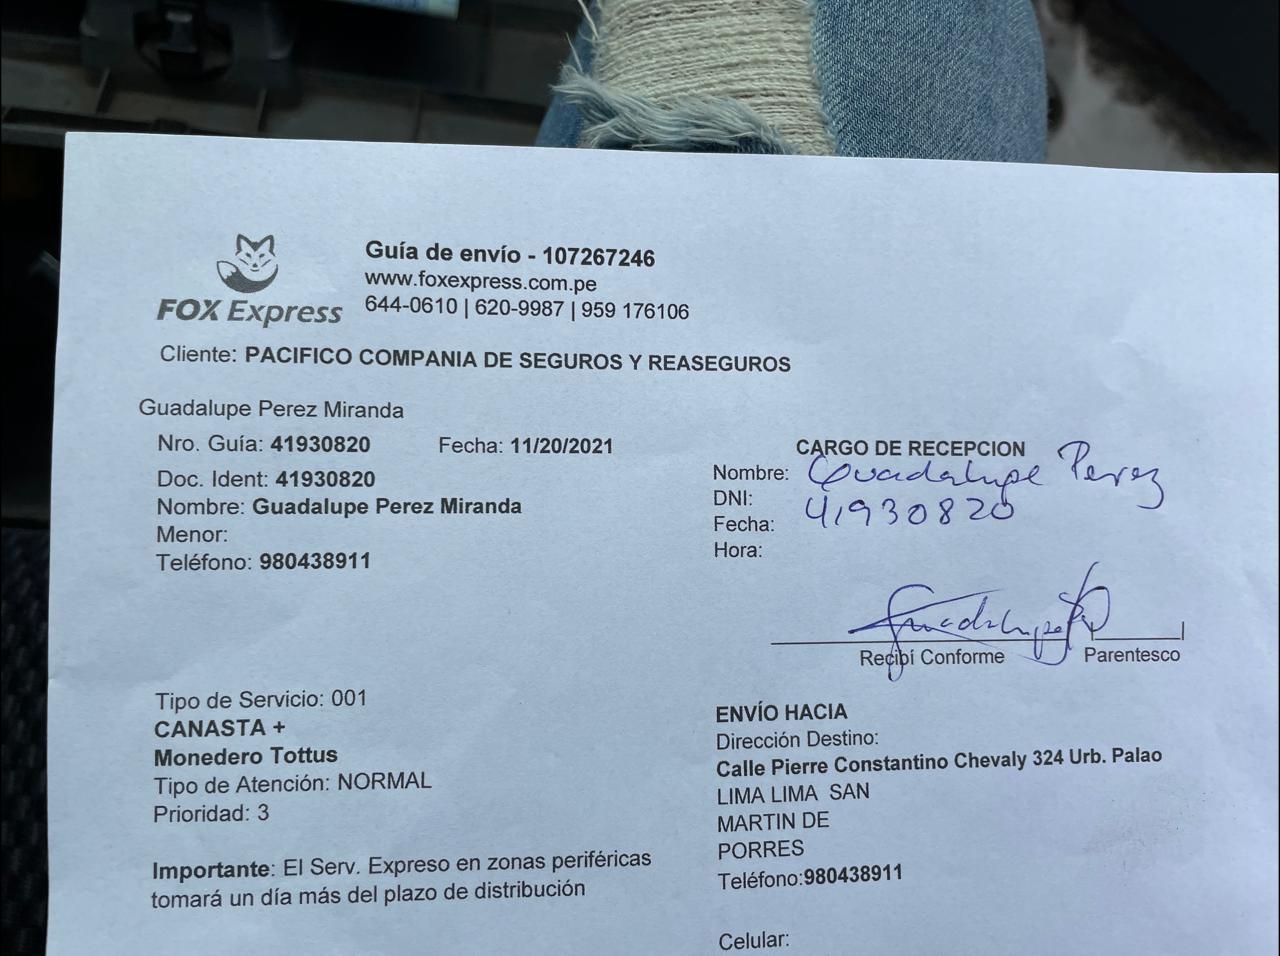 FOX Express
Guía de envío - 107267246
www.foxexpress.com.pe
644-0610 | 620-9987 | 959 176106
Cliente: PACIFICO COMPANIA DE SEGUROS Y REASEGUROS
Guadalupe Perez Miranda
Nro. Guía: 41930820 Fecha: 11/20/2021
Doc. Ident: 41930820
Nombre: Guadalupe Perez Miranda
Menor:
Teléfono: 980438911
CARGO DE RECEPCION
Nombre: Guadalupe Perez
DNI: 41930820
Fecha:
Hora:
Guadalupe
Recibí Conforme Parentesco
Tipo de Servicio: 001
CANASTA +
Monedero Tottus
Tipo de Atención: NORMAL
Prioridad: 3
Importante: El Serv. Expreso en zonas periféricas
tomará un día más del plazo de distribución
ENVÍO HACIA
Dirección Destino:
Calle Pierre Constantino Chevaly 324 Urb. Palao
LIMA LIMA SAN
MARTIN DE
PORRES
Teléfono:980438911
Celular: